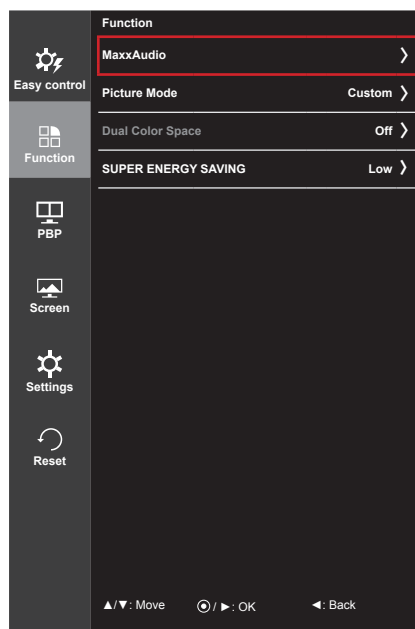 Function
MaxxAudio
Picture Mode Custom
Dual Color Space Off
SUPER ENERGY SAVING Low
Easy control
Function
PBP
Screen
Settings
Reset
▲/▼: Move ⦿/ ►: OK ◄: Back